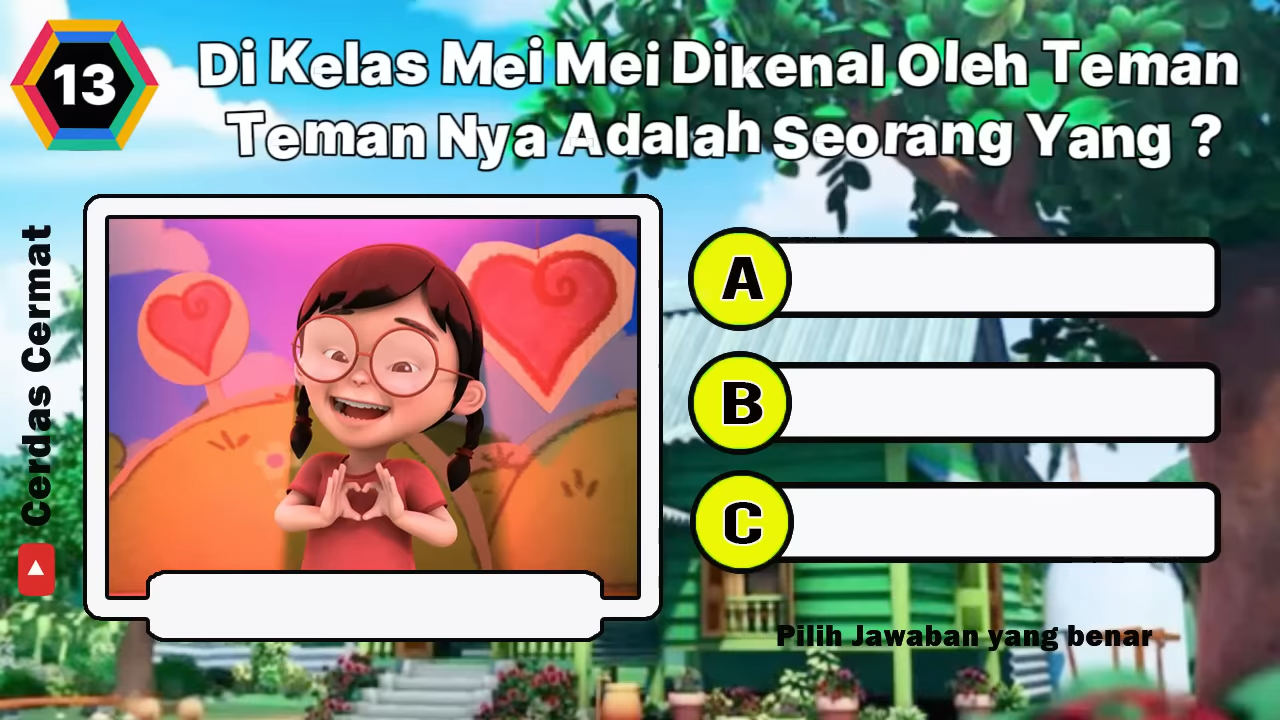 13
Di Kelas Mei Mei Dikenal Oleh Teman
Teman Nya Adalah Seorang Yang ?
Cerdas Cermat
A
B
C
Pilih Jawaban yang benar